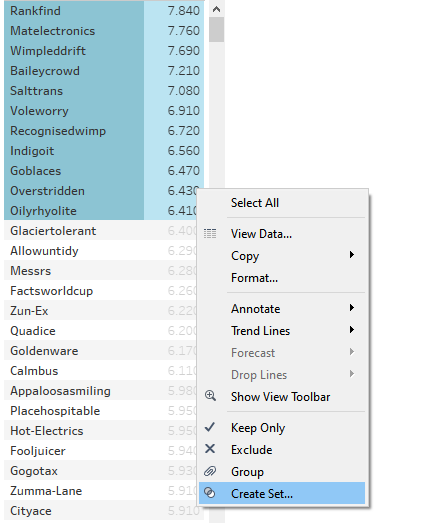 Rankfind 7.840
Matelectronics 7.760
Wimpleddrift 7.690
Baileycrowd 7.210
Salttrans 7.080
Voleworry 6.910
Recognisedwimp 6.720
Indigoit 6.560
Goblaces 6.470
Overstridden 6.430
Oilyrhyolite 6.410
Glaciertolerant 6.400
Allowuntidy 6.290
Messrs 6.280
Factsworldcup 6.260
Zun-Ex 6.220
Quadice 6.200
Goldenware 6.170
Calmbus 6.110
Appaloosasmiling 5.980
Placehospitable 5.950
Hot-Electrics 5.950
Fooljuicer 5.940
Gogotax 5.930
Zumma-Lane 5.910
Cityace 5.910
Select All
View Data...
Copy
Format...
Annotate
Trend Lines
Forecast
Drop Lines
Show View Toolbar
Keep Only
Exclude
Group
Create Set...